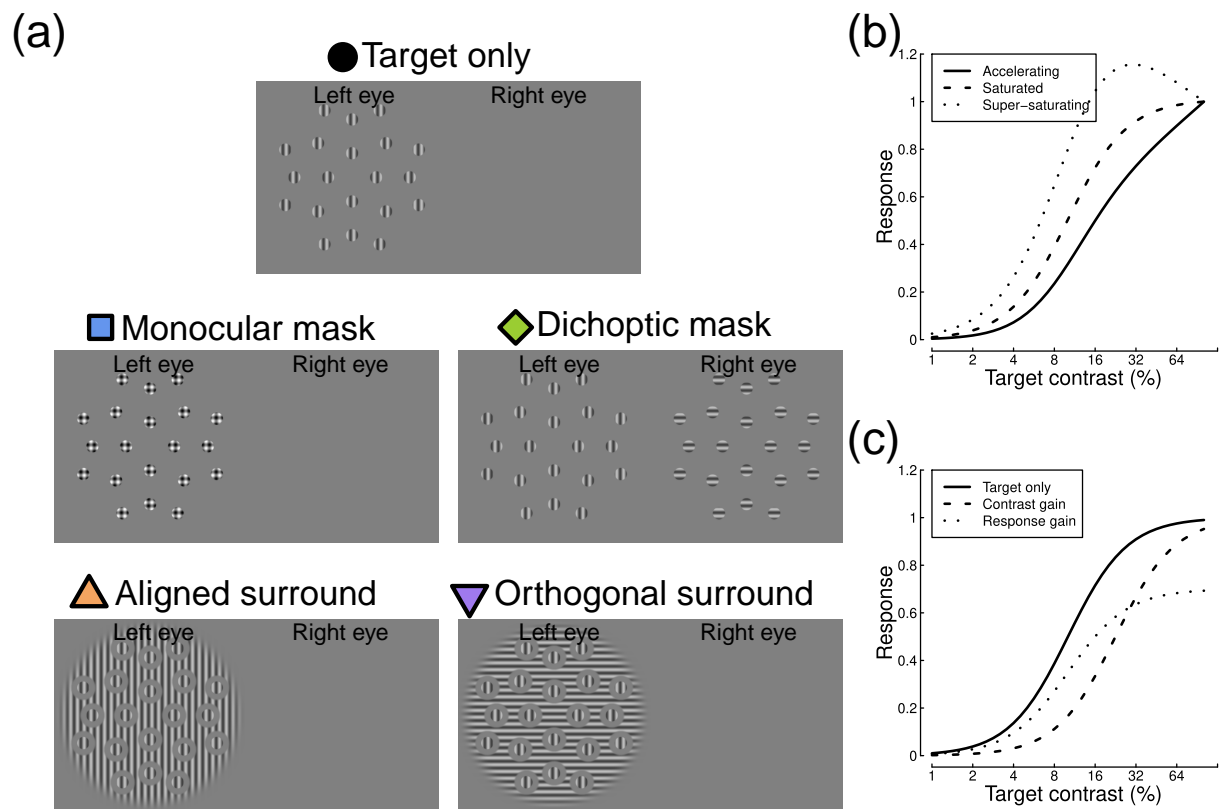 (a)
Target only
Left eye Right eye
Monocular mask
Left eye Right eye
Dichoptic mask
Left eye Right eye
Aligned surround
Left eye Right eye
Orthogonal surround
Left eye Right eye
(b)
Accelerating
Saturated
Super−saturating
Response
1.2
1
0.8
0.6
0.4
0.2
0
1 2 4 8 16 32 64
Target contrast (%)
(c)
Target only
Contrast gain
Response gain
Response
1.2
1
0.8
0.6
0.4
0.2
0
1 2 4 8 16 32 64
Target contrast (%)